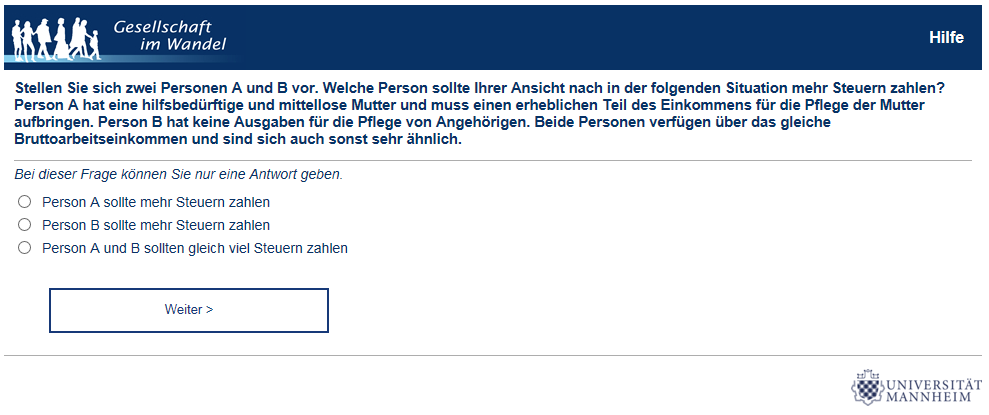 Gesellschaft
im Wandel
Hilfe
Stellen Sie sich zwei Personen A und B vor. Welche Person sollte Ihrer Ansicht nach in der folgenden Situation mehr Steuern zahlen?
Person A hat eine hilfsbedürftige und mittellose Mutter und muss einen erheblichen Teil des Einkommens für die Pflege der Mutter
aufbringen. Person B hat keine Ausgaben für die Pflege von Angehörigen. Beide Personen verfügen über das gleiche
Bruttoarbeitseinkommen und sind sich auch sonst sehr ähnlich.
Bei dieser Frage können Sie nur eine Antwort geben.
Person A sollte mehr Steuern zahlen
Person B sollte mehr Steuern zahlen
Person A und B sollten gleich viel Steuern zahlen
Weiter >
UNIVERSITÄT
MANNHEIM